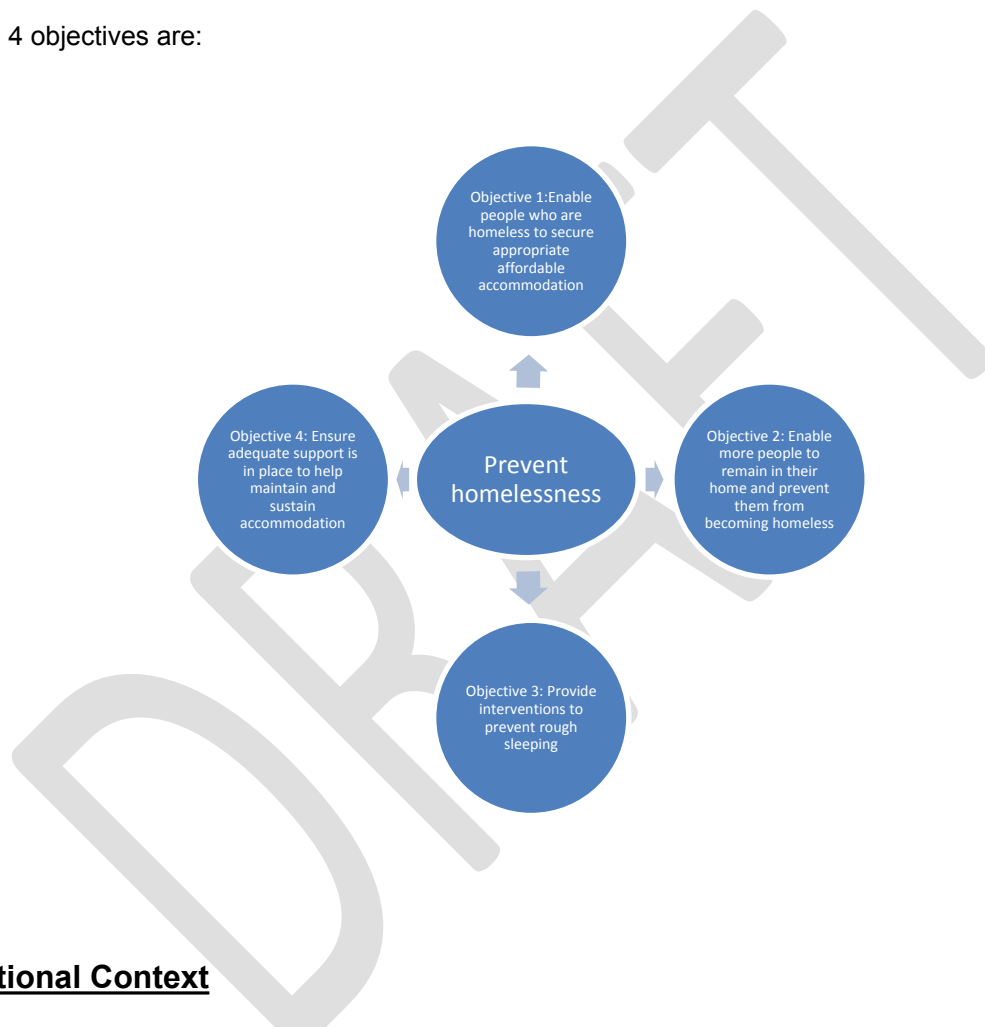 4 objectives are:
Objective 1:Enable
people who are
homeless to secure
appropriate
affordable
accommodation
Objective 4: Ensure
adequate support is
in place to help
maintain and
sustain
accommodation
Prevent
homelessness
Objective 2: Enable
more people to
remain in their
home and prevent
them from
becoming homeless
Objective 3: Provide
interventions to
prevent rough
sleeping
DRAFT
tional Context